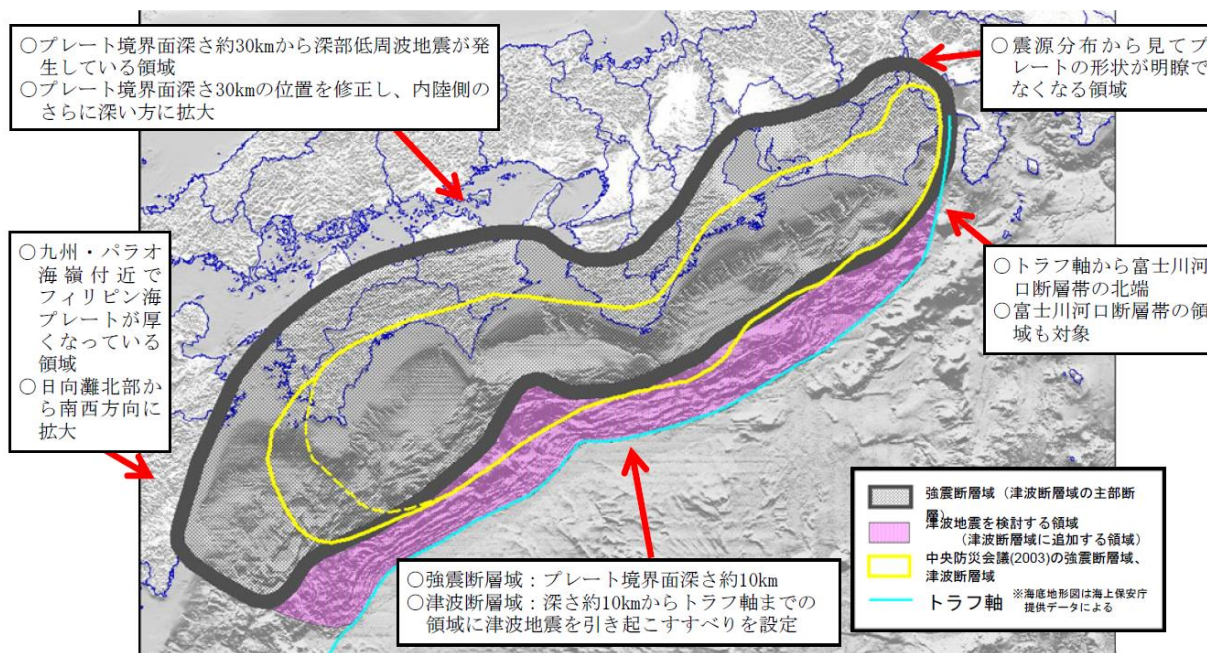 ○プレート境界面深さ約30kmから深部低周波地震が発
生している領域
○プレート境界面深さ30kmの位置を修正し、内陸側の
さらに深い方に拡大
○震源分布から見てプ
レートの形状が明瞭で
なくなる領域
○九州・パラオ
海嶺付近で
フィリピン海
プレートが厚
くなっている
領域
○日向灘北部か
ら南西方向に
拡大
○トラフ軸から富士川河
口断層帯の北端
○富士川河口断層帯の領
域も対象
○強震断層域：プレート境界面深さ約10km
○津波断層域：深さ約10kmからトラフ軸までの
領域に津波地震を引き起こすすべりを設定
強震断層域（津波断層域の主部断
層）
津波地震を検討する領域
（津波断層域に追加する領域）
中央防災会議(2003)の強震断層域、
津波断層域
トラフ軸
※海底地形図は海上保安庁
提供データによる